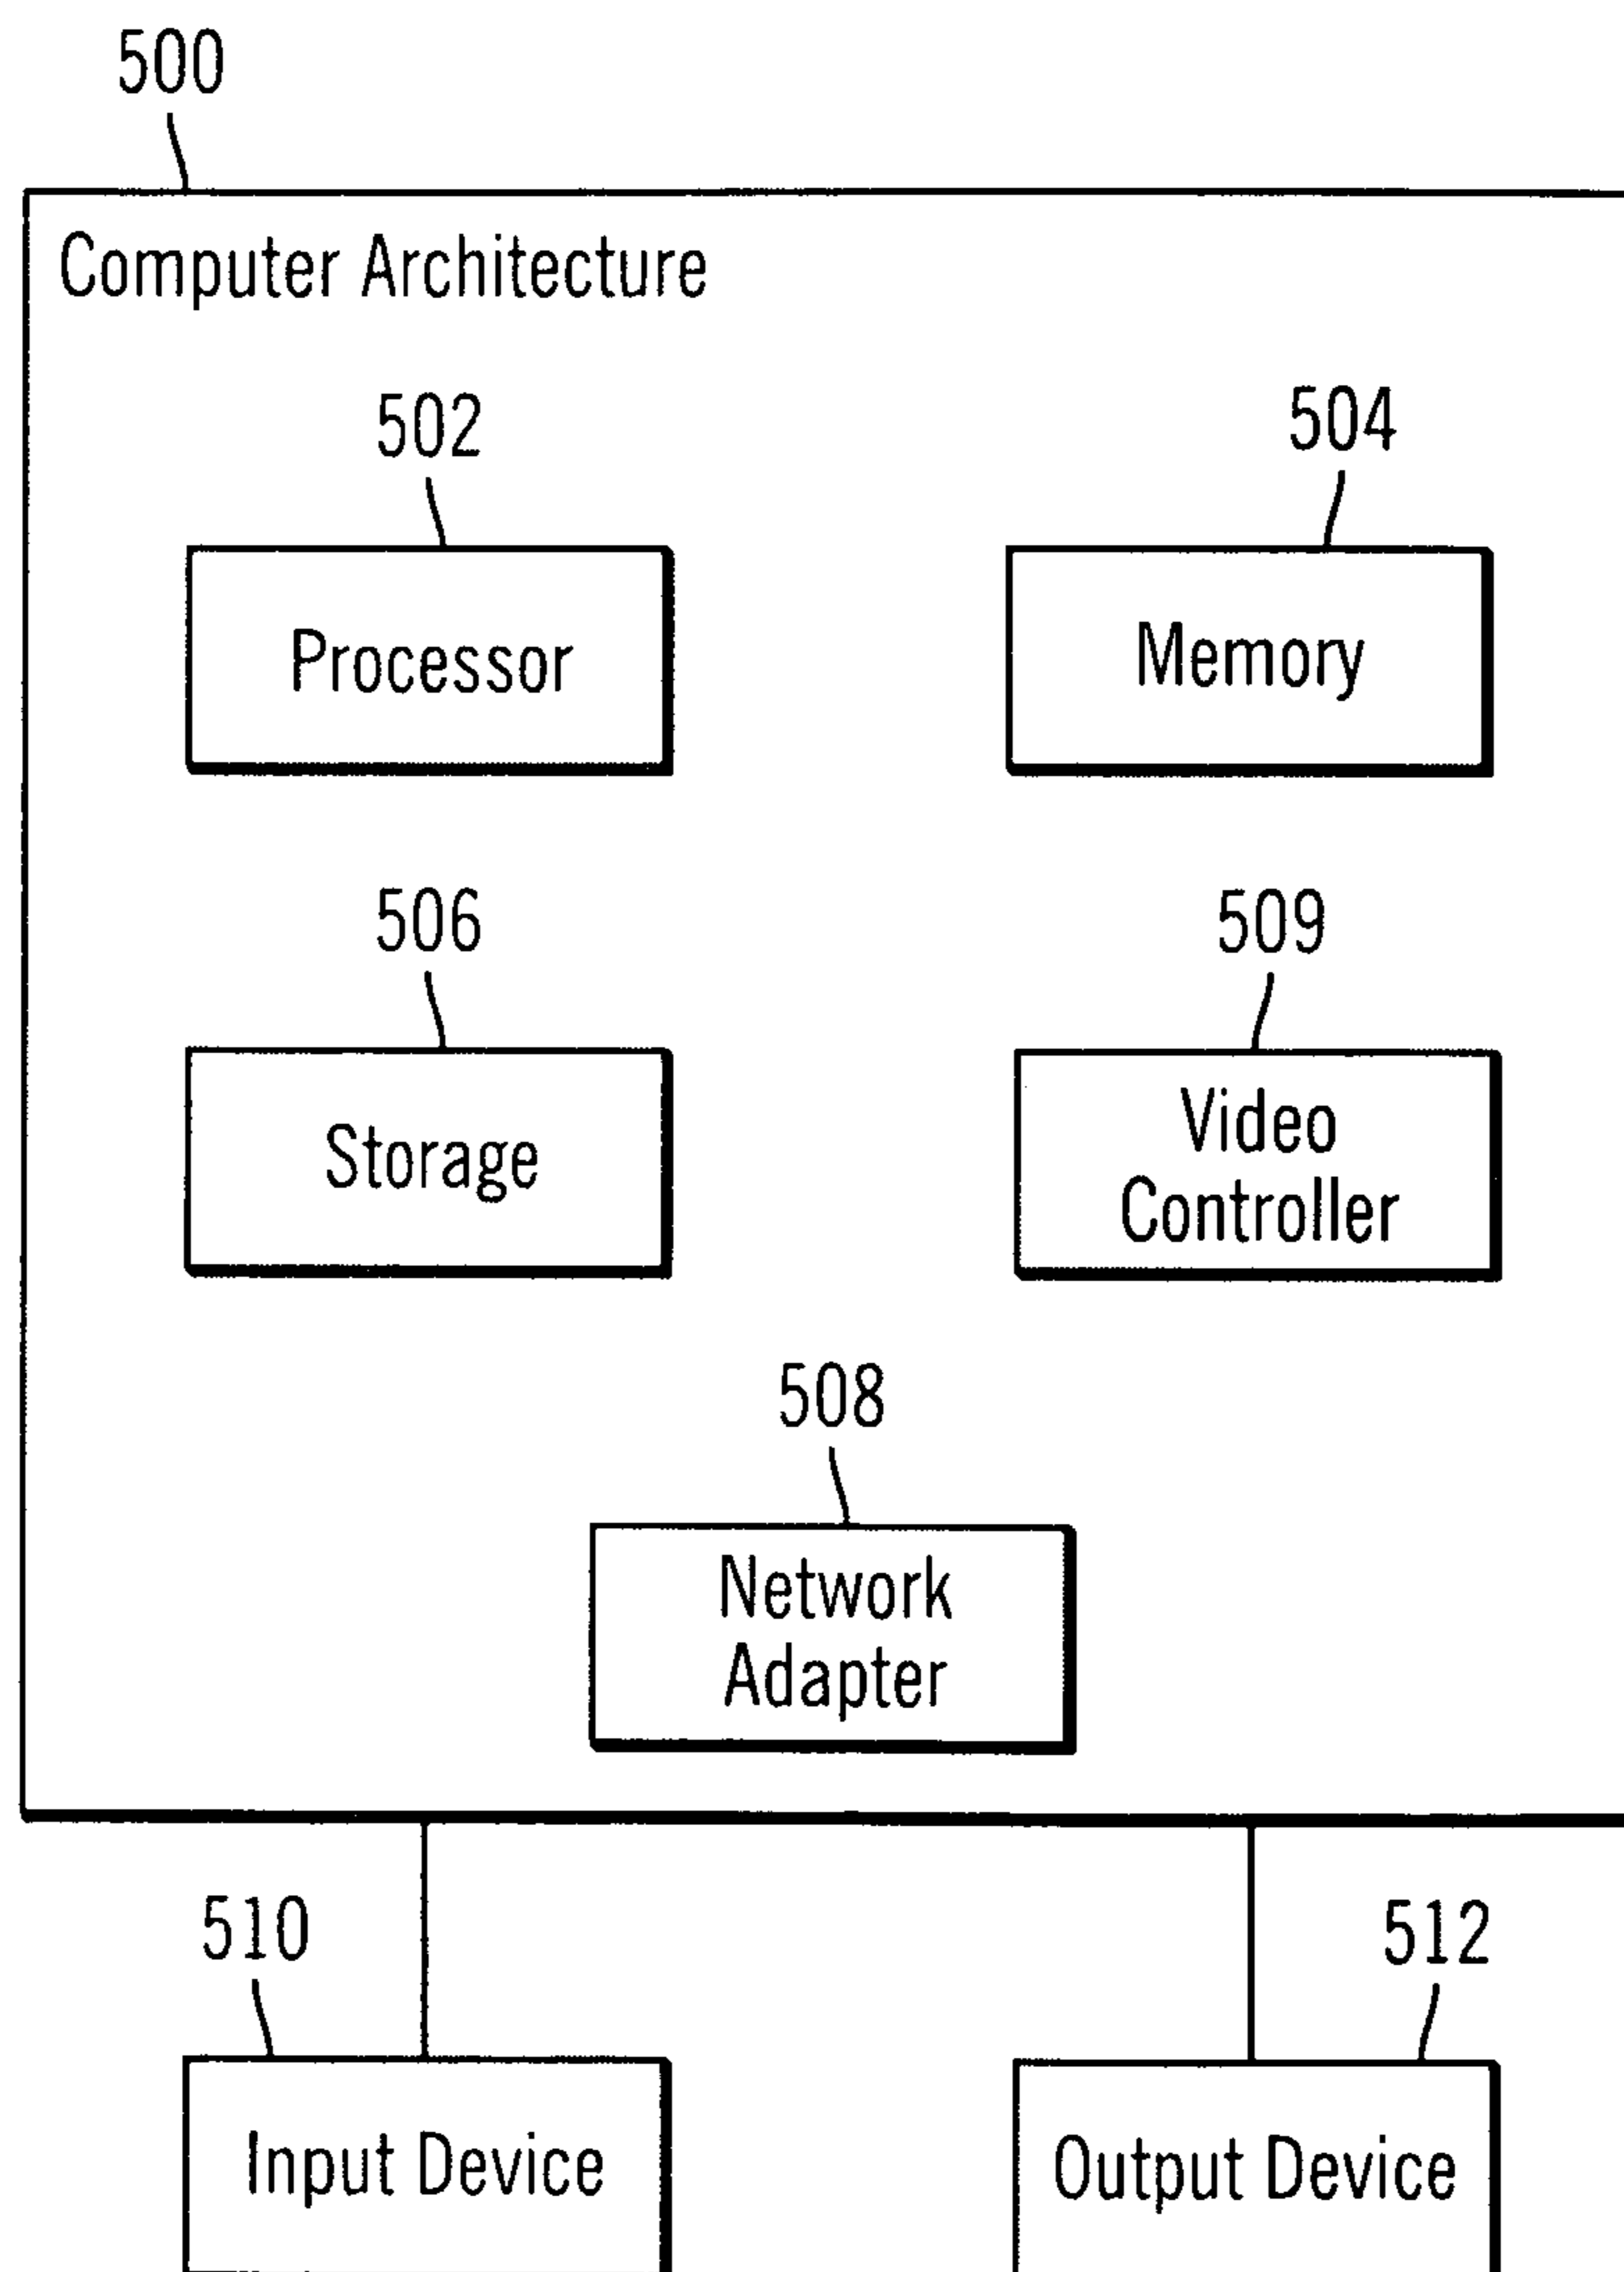 500
Computer Architecture
502
504
Processor
Memory
506
509
Storage
Video
Controller
508
Network
Adapter
510
512
Input Device
Output Device